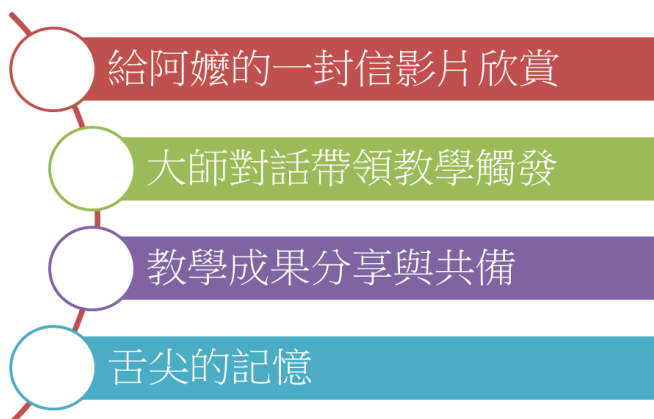 給阿嬤的一封信影片欣賞
大師對話帶領教學觸發
教學成果分享與共備
舌尖的記憶